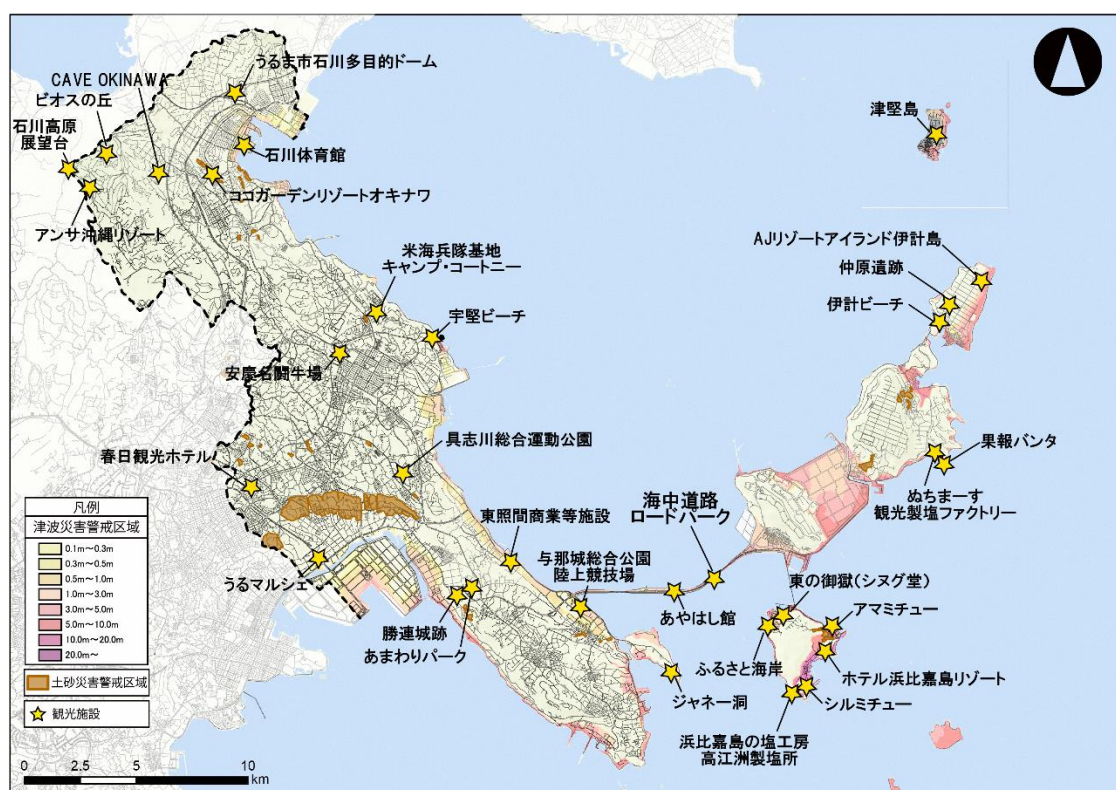 うるま市石川多目的ドーム
CAVE OKINAWA
ビオスの丘
石川高原
展望台
石川体育館
ココガーデンリゾートオキナワ
アンサ沖縄リゾート
津堅島
米海兵隊基地
キャンプ・コートニー
宇堅ビーチ
安慶名闘牛場
AJリゾートアイランド伊計島
仲原遺跡
伊計ビーチ
具志川総合運動公園
春日観光ホテル
果報バンタ
ぬちまーす
観光製塩ファクトリー
海中道路
ロードパーク
東照間商業等施設
与那城総合公園
陸上競技場
うるマルシェ
勝連城跡
あまわりパーク
あやはし館
東の御嶽(シヌグ堂)
アマミチュー
ふるさと海岸
ホテル浜比嘉島リゾート
ジャネー洞
シルミチュー
浜比嘉島の塩工房
高江洲製塩所
凡例
津波災害警戒区域
0.1m～0.3m
0.3m～0.5m
0.5m～1.0m
1.0m～3.0m
3.0m～5.0m
5.0m～10.0m
10.0m～20.0m
20.0m～
土砂災害警戒区域
観光施設
0 2.5 5 10
km